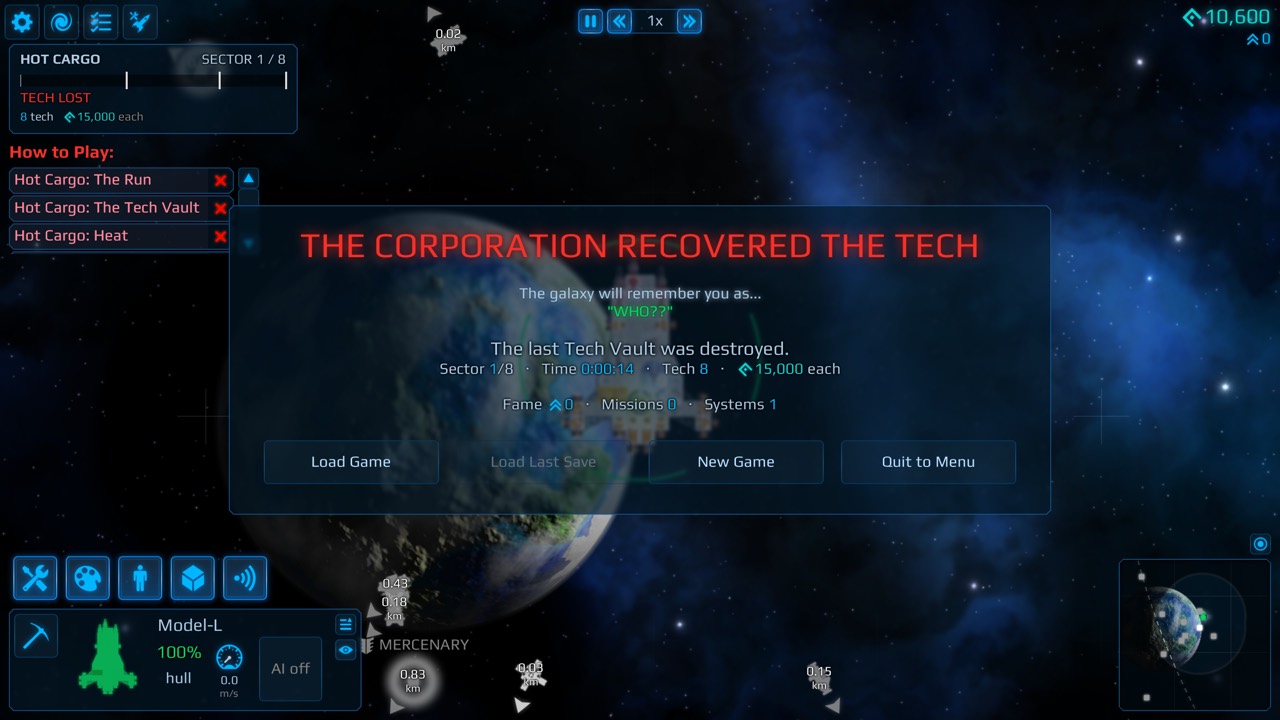 1x
10,600
0
0.02
km
HOT CARGO SECTOR 1 / 8
TECH LOST
8 tech 15,000 each
How to Play:
Hot Cargo: The Run
Hot Cargo: The Tech Vault
Hot Cargo: Heat
THE CORPORATION RECOVERED THE TECH
The galaxy will remember you as...
"WHO??"
The last Tech Vault was destroyed.
Sector 1/8 · Time 0:00:14 · Tech 8 · 15,000 each
Fame 0 · Missions 0 · Systems 1
Load Game Load Last Save New Game Quit to Menu
0.43
0.18
km
MERCENARY
0.83
km
0.03
km
0.15
km
Model-L
100%
hull
0.0
m/s
AI off